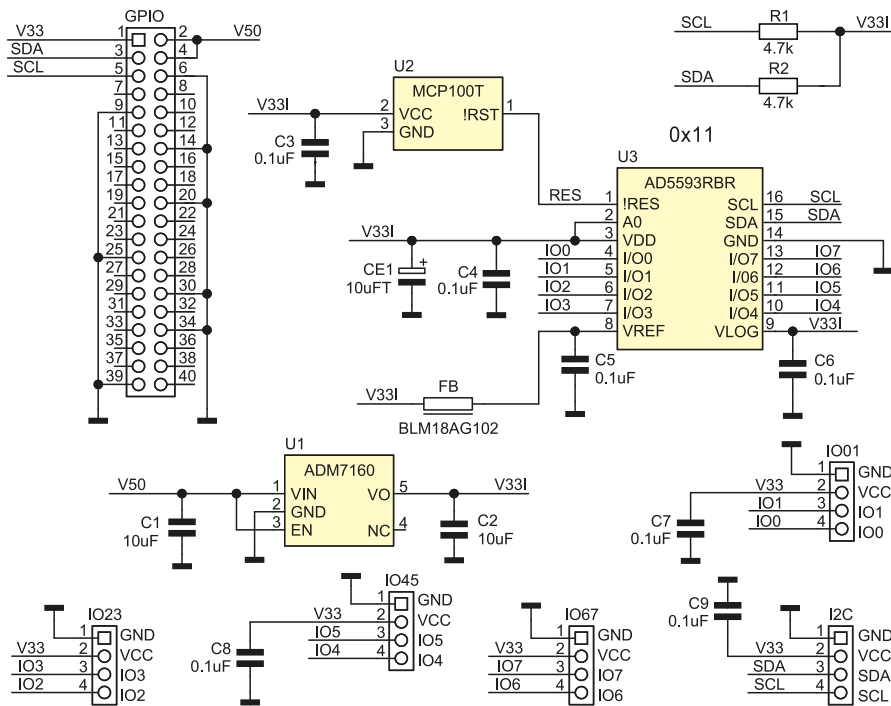 GPIO
V33 1 2 V50
SDA 3 4
SCL 5 6
7 8
9 10
11 12
13 14
15 16
17 18
19 20
21 22
23 24
25 26
27 28
29 30
31 32
33 34
35 36
37 38
39 40
U2
MCP100T
V33I 2 VCC !RST 1
3 GND
C3
0.1uF
SCL R1 V33I
4.7k
SDA R2
4.7k
0x11
U3
AD5593RBR
RES 1 !RES SCL 16 SCL
2 A0 SDA 15 SDA
V33I 3 VDD GND 14
IO0 4 I/O0 I/O7 13 IO7
IO1 5 I/O1 I/06 12 IO6
IO2 6 I/O2 I/O5 11 IO5
IO3 7 I/O3 I/O4 10 IO4
8 VREF VLOG 9 V33I
CE1 +
10uFT
C4
0.1uF
C5
0.1uF
C6
0.1uF
V33I FB
BLM18AG102
U1
ADM7160
V50 1 VIN VO 5 V33I
2 GND
3 EN NC 4
C1
10uF
C2
10uF
IO01
1 GND
V33 2 VCC
IO1 3 IO1
IO0 4 IO0
C7
0.1uF
IO23
1 GND
V33 2 VCC
IO3 3 IO3
IO2 4 IO2
IO45
1 GND
V33 2 VCC
IO5 3 IO5
IO4 4 IO4
C8
0.1uF
IO67
1 GND
V33 2 VCC
IO7 3 IO7
IO6 4 IO6
C9
0.1uF
I2C
1 GND
V33 2 VCC
SDA 3 SDA
SCL 4 SCL